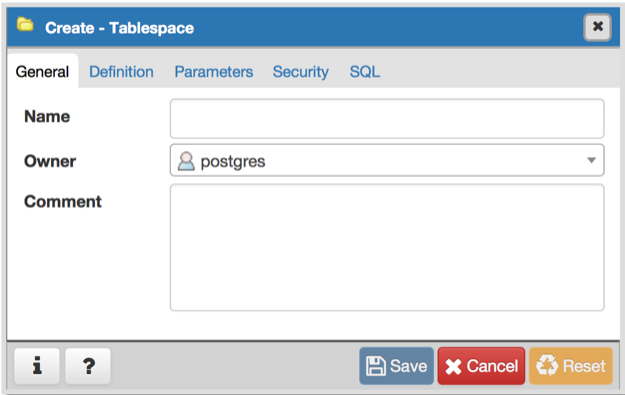 Create - Tablespace
General Definition Parameters Security SQL
Name
Owner postgres
Comment
i ? Save Cancel Reset